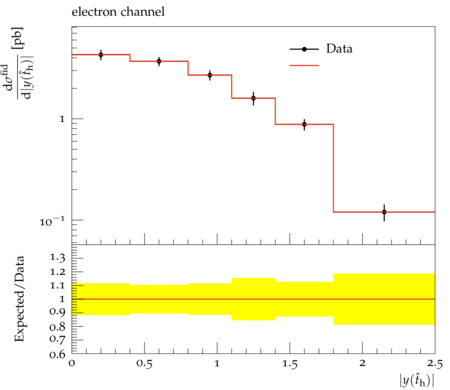 electron channel
dσ^fid / d|y(t̂_h)| [pb]
Data
1
10^−1
Expected/Data
1.3
1.2
1.1
1
0.9
0.8
0.7
0.6
0 0.5 1 1.5 2 2.5
|y(t̂_h)|